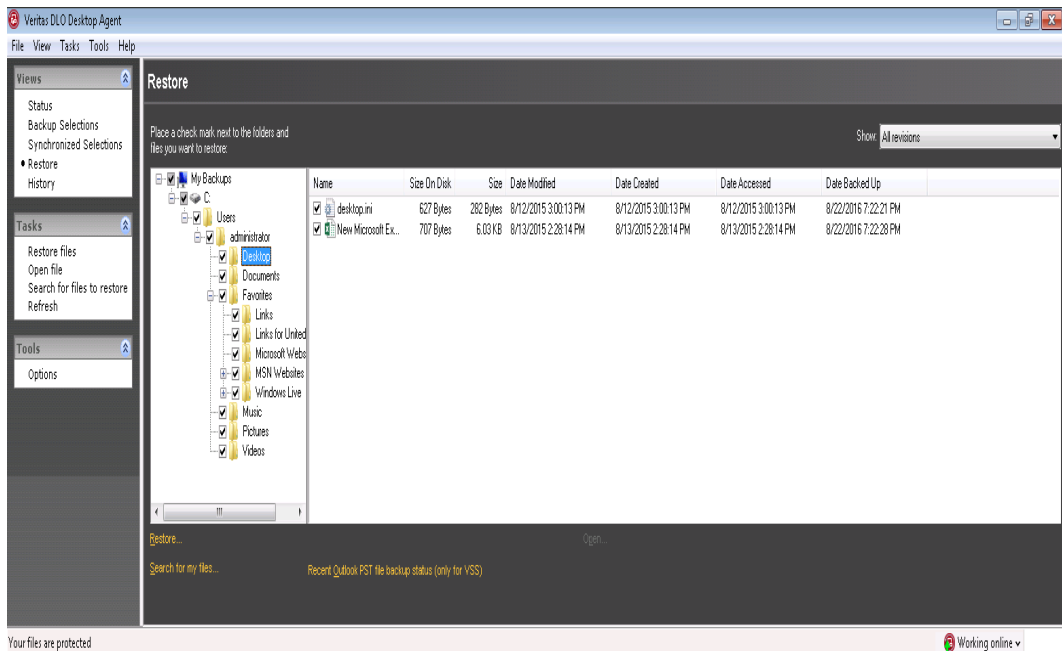 Veritas DLO Desktop Agent
File View Tasks Tools Help
Views
Status
Backup Selections
Synchronized Selections
Restore
History
Tasks
Restore files
Open file
Search for files to restore
Refresh
Tools
Options
Restore
Place a check mark next to the folders and
files you want to restore:
Show: All revisions
My Backups
C:
Users
administrator
Desktop
Documents
Favorites
Links
Links for United
Microsoft Webs
MSN Websites
Windows Live
Music
Pictures
Videos
Name Size On Disk Size Date Modified Date Created Date Accessed Date Backed Up
desktop.ini 627 Bytes 282 Bytes 8/12/2015 3:00:13 PM 8/12/2015 3:00:13 PM 8/12/2015 3:00:13 PM 8/22/2016 7:22:21 PM
New Microsoft Ex... 707 Bytes 6.03 KB 8/13/2015 2:28:14 PM 8/13/2015 2:28:14 PM 8/13/2015 2:28:14 PM 8/22/2016 7:22:28 PM
Restore... Open...
Search for my files... Recent Outlook PST file backup status (only for VSS)
Your files are protected Working online